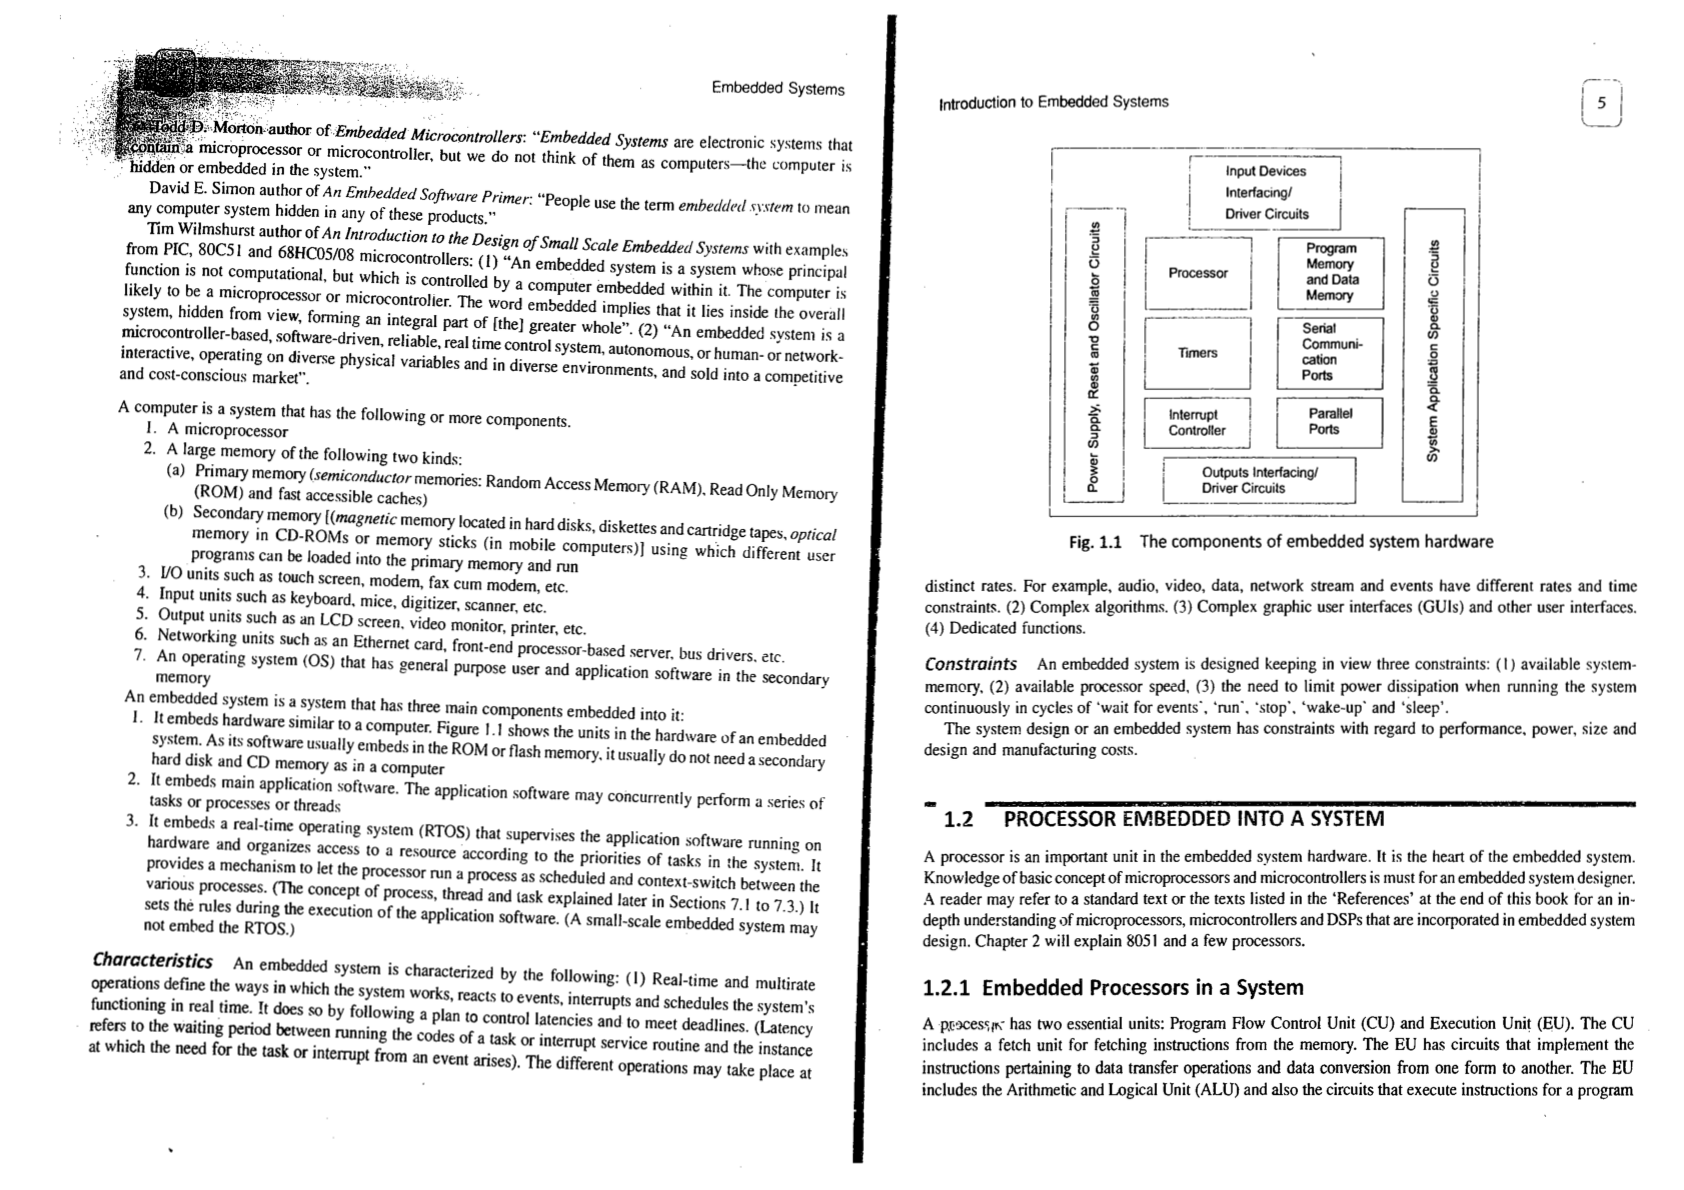 Embedded Systems
Todd D. Morton author of Embedded Microcontrollers: “Embedded Systems are electronic systems that
contain a microprocessor or microcontroller, but we do not think of them as computers—the computer is
hidden or embedded in the system.”
David E. Simon author of An Embedded Software Primer: “People use the term embedded system to mean
any computer system hidden in any of these products.”
Tim Wilmshurst author of An Introduction to the Design of Small Scale Embedded Systems with examples
from PIC, 80C51 and 68HC05/08 microcontrollers: (1) “An embedded system is a system whose principal
function is not computational, but which is controlled by a computer embedded within it. The computer is
likely to be a microprocessor or microcontroller. The word embedded implies that it lies inside the overall
system, hidden from view, forming an integral part of [the] greater whole”. (2) “An embedded system is a
microcontroller-based, software-driven, reliable, real time control system, autonomous, or human- or network-
interactive, operating on diverse physical variables and in diverse environments, and sold into a competitive
and cost-conscious market”.
A computer is a system that has the following or more components.
1. A microprocessor
2. A large memory of the following two kinds:
(a) Primary memory (semiconductor memories: Random Access Memory (RAM), Read Only Memory
(ROM) and fast accessible caches)
(b) Secondary memory [(magnetic memory located in hard disks, diskettes and cartridge tapes, optical
memory in CD-ROMs or memory sticks (in mobile computers)] using which different user
programs can be loaded into the primary memory and run
3. I/O units such as touch screen, modem, fax cum modem, etc.
4. Input units such as keyboard, mice, digitizer, scanner, etc.
5. Output units such as an LCD screen, video monitor, printer, etc.
6. Networking units such as an Ethernet card, front-end processor-based server, bus drivers, etc.
7. An operating system (OS) that has general purpose user and application software in the secondary
memory
An embedded system is a system that has three main components embedded into it:
1. It embeds hardware similar to a computer. Figure 1.1 shows the units in the hardware of an embedded
system. As its software usually embeds in the ROM or flash memory, it usually do not need a secondary
hard disk and CD memory as in a computer
2. It embeds main application software. The application software may concurrently perform a series of
tasks or processes or threads
3. It embeds a real-time operating system (RTOS) that supervises the application software running on
hardware and organizes access to a resource according to the priorities of tasks in the system. It
provides a mechanism to let the processor run a process as scheduled and context-switch between the
various processes. (The concept of process, thread and task explained later in Sections 7.1 to 7.3.) It
sets the rules during the execution of the application software. (A small-scale embedded system may
not embed the RTOS.)
Characteristics An embedded system is characterized by the following: (1) Real-time and multirate
operations define the ways in which the system works, reacts to events, interrupts and schedules the system’s
functioning in real time. It does so by following a plan to control latencies and to meet deadlines. (Latency
refers to the waiting period between running the codes of a task or interrupt service routine and the instance
at which the need for the task or interrupt from an event arises). The different operations may take place at
Introduction to Embedded Systems
5
Input Devices
Interfacing/
Driver Circuits
Power Supply, Reset and Oscillator Circuits
Processor
Program
Memory
and Data
Memory
Timers
Serial
Communi-
cation
Ports
Interrupt
Controller
Parallel
Ports
System Application Specific Circuits
Outputs Interfacing/
Driver Circuits
Fig. 1.1 The components of embedded system hardware
distinct rates. For example, audio, video, data, network stream and events have different rates and time
constraints. (2) Complex algorithms. (3) Complex graphic user interfaces (GUIs) and other user interfaces.
(4) Dedicated functions.
Constraints An embedded system is designed keeping in view three constraints: (1) available system-
memory, (2) available processor speed, (3) the need to limit power dissipation when running the system
continuously in cycles of ‘wait for events’, ‘run’, ‘stop’, ‘wake-up’ and ‘sleep’.
The system design or an embedded system has constraints with regard to performance, power, size and
design and manufacturing costs.
1.2 PROCESSOR EMBEDDED INTO A SYSTEM
A processor is an important unit in the embedded system hardware. It is the heart of the embedded system.
Knowledge of basic concept of microprocessors and microcontrollers is must for an embedded system designer.
A reader may refer to a standard text or the texts listed in the ‘References’ at the end of this book for an in-
depth understanding of microprocessors, microcontrollers and DSPs that are incorporated in embedded system
design. Chapter 2 will explain 8051 and a few processors.
1.2.1 Embedded Processors in a System
A processor has two essential units: Program Flow Control Unit (CU) and Execution Unit (EU). The CU
includes a fetch unit for fetching instructions from the memory. The EU has circuits that implement the
instructions pertaining to data transfer operations and data conversion from one form to another. The EU
includes the Arithmetic and Logical Unit (ALU) and also the circuits that execute instructions for a program